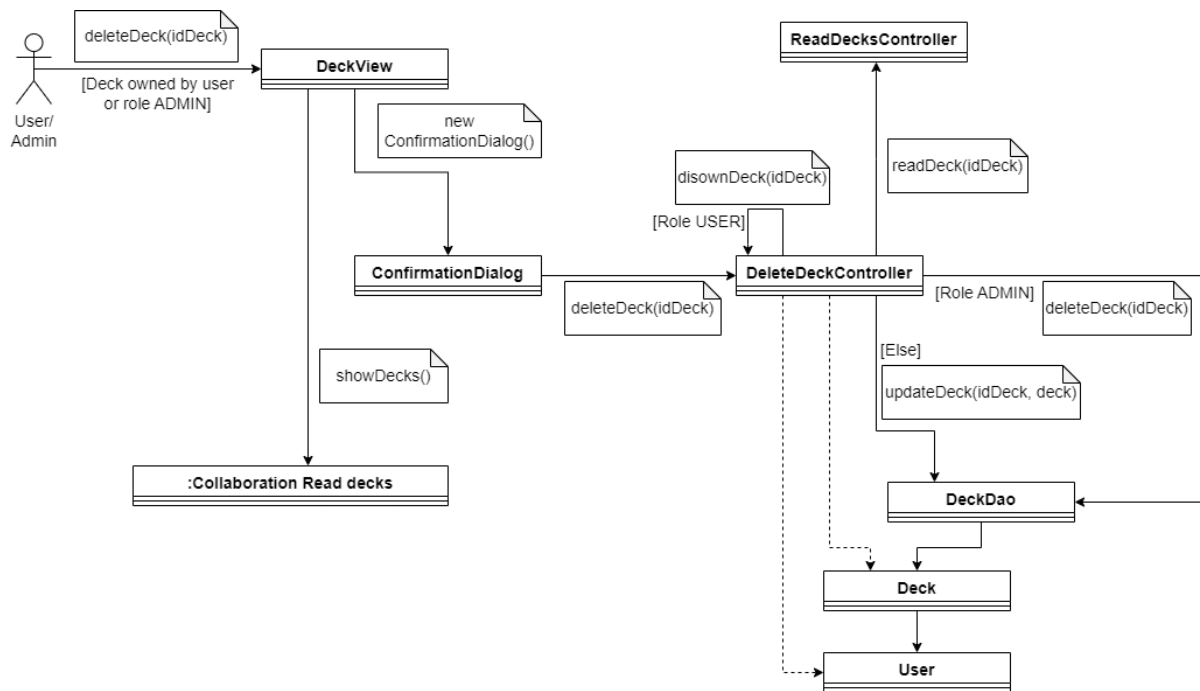 deleteDeck(idDeck)
ReadDecksController
DeckView
[Deck owned by user
or role ADMIN]
User/
Admin
new
ConfirmationDialog()
disownDeck(idDeck)
readDeck(idDeck)
[Role USER]
ConfirmationDialog
DeleteDeckController
deleteDeck(idDeck)
[Role ADMIN]
deleteDeck(idDeck)
[Else]
showDecks()
updateDeck(idDeck, deck)
:Collaboration Read decks
DeckDao
Deck
User